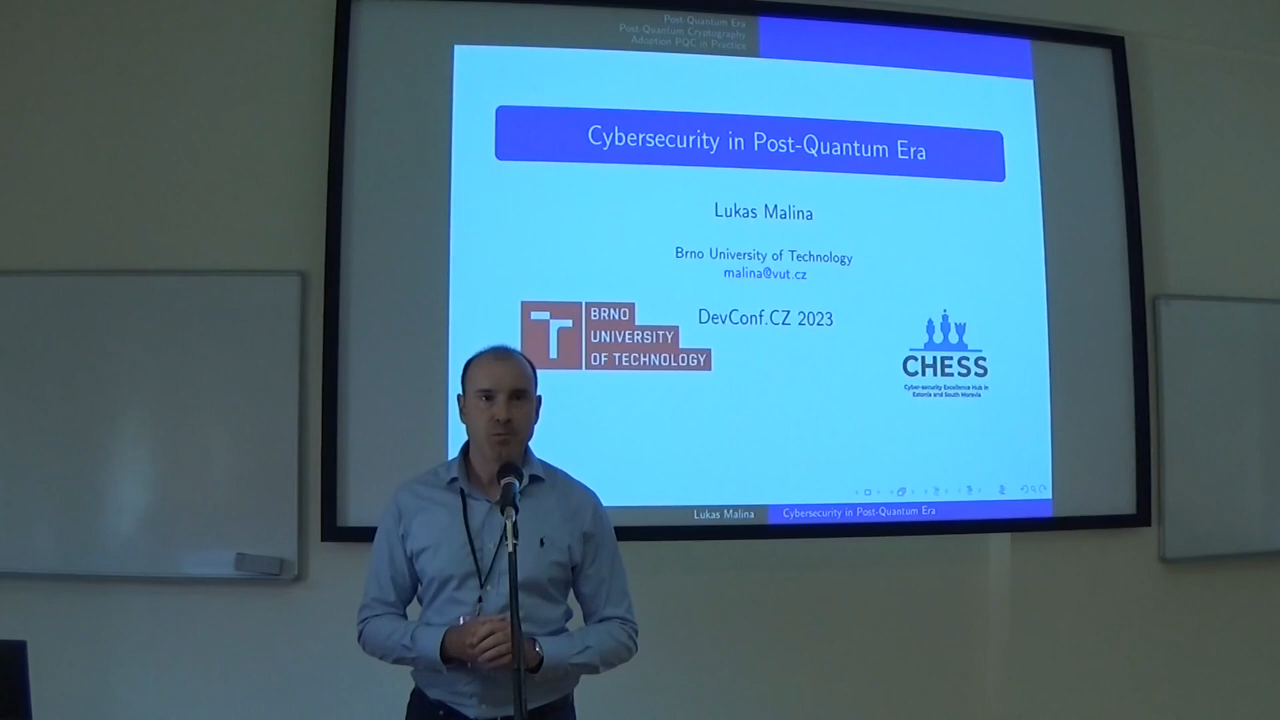 Post-Quantum Era
Post-Quantum Cryptography
Adoption PQC in Practice
Cybersecurity in Post-Quantum Era
Lukas Malina
Brno University of Technology
malina@vut.cz
DevConf.CZ 2023
BRNO
UNIVERSITY
OF TECHNOLOGY
CHESS
Cyber-security Excellence Hub in
Estonia and South Moravia
Lukas Malina
Cybersecurity in Post-Quantum Era